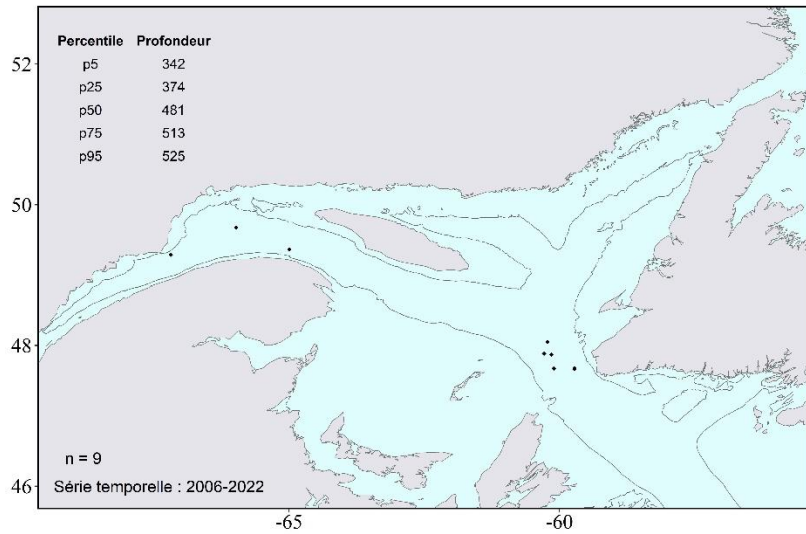 Percentile Profondeur
p5 342
p25 374
p50 481
p75 513
p95 525
52
50
48
46
n = 9
Série temporelle : 2006-2022
-65 -60